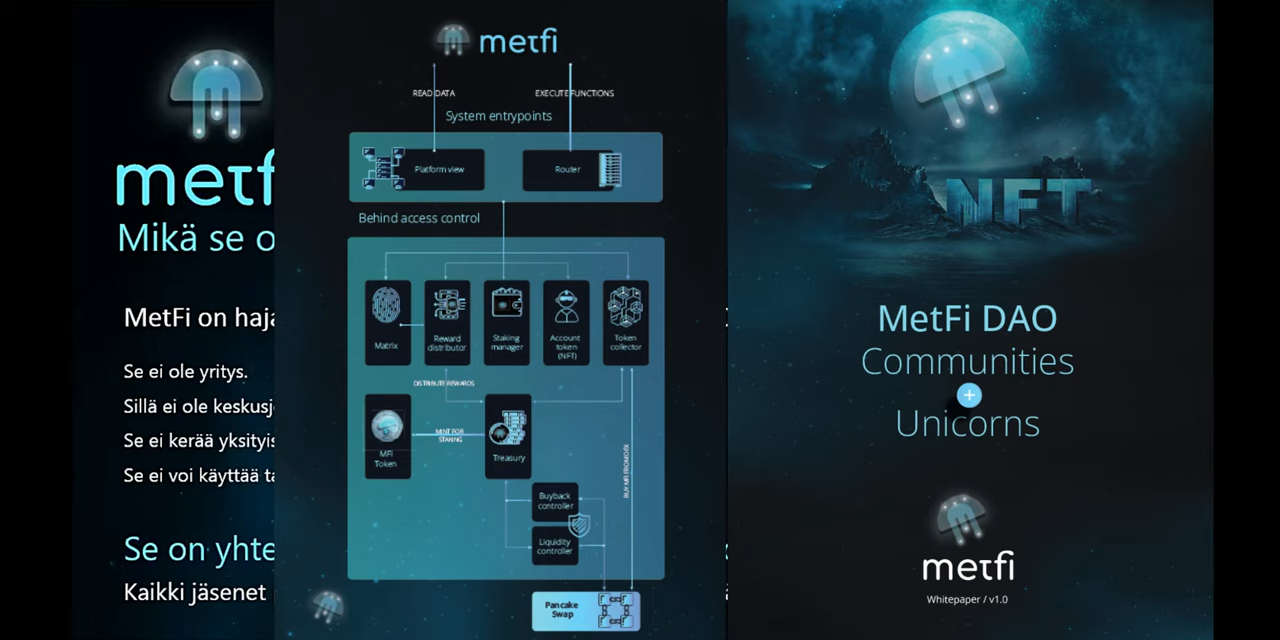 metf
Mikä se o
MetFi on haja
Se ei ole yritys.
Sillä ei ole keskusj
Se ei kerää yksityis
Se ei voi käyttää ta
Se on yhte
Kaikki jäsenet
metfi
READ DATA
EXECUTE FUNCTIONS
System entrypoints
Platform view
Router
Behind access control
Matrix
Reward
distributor
Staking
manager
Account
token
(NFT)
Token
collector
DISTRIBUTE REWARDS
MFI
Token
MINT FOR
STAKING
Treasury
BUY MFI FROM DEX
Buyback
controller
Liquidity
controller
Pancake
Swap
NFT
MetFi DAO
Communities
+
Unicorns
metfi
Whitepaper / v1.0